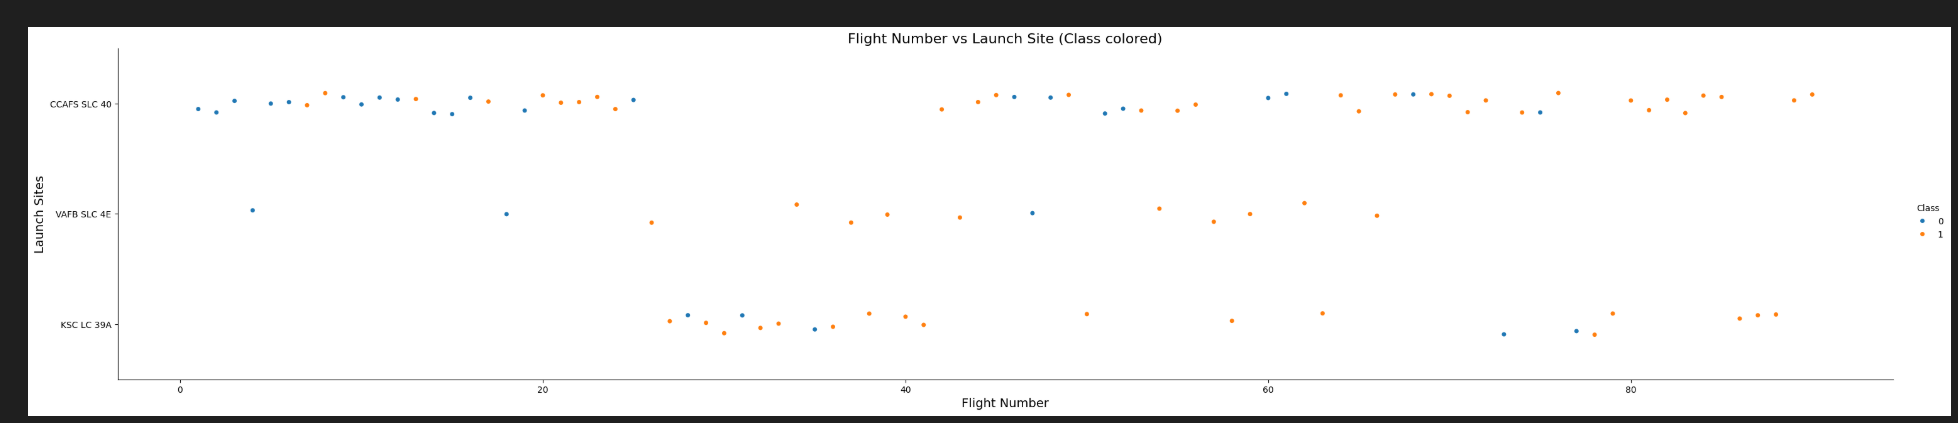 Flight Number vs Launch Site (Class colored)
Launch Sites
CCAFS SLC 40
VAFB SLC 4E
KSC LC 39A
0
20
40
60
80
Flight Number
Class
0
1